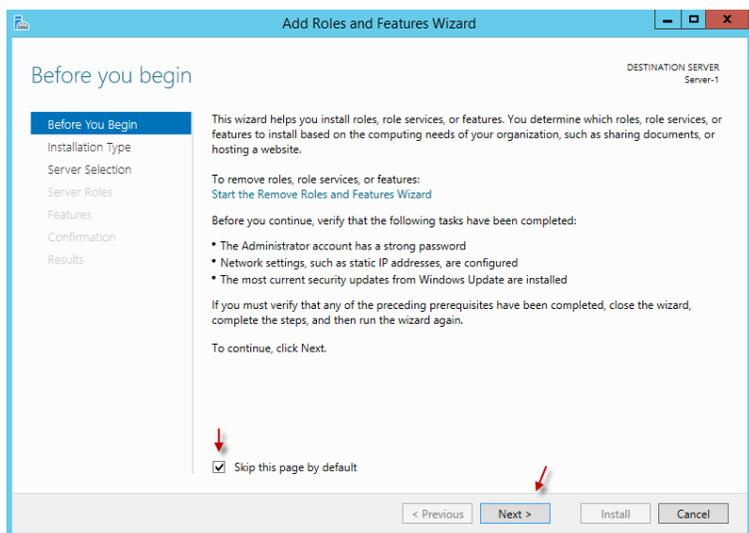 Add Roles and Features Wizard
x
Before you begin
DESTINATION SERVER
Server-1
Before You Begin
Installation Type
Server Selection
Server Roles
Features
Confirmation
Results
This wizard helps you install roles, role services, or features. You determine which roles, role services, or
features to install based on the computing needs of your organization, such as sharing documents, or
hosting a website.
To remove roles, role services, or features:
Start the Remove Roles and Features Wizard
Before you continue, verify that the following tasks have been completed:
• The Administrator account has a strong password
• Network settings, such as static IP addresses, are configured
• The most current security updates from Windows Update are installed
If you must verify that any of the preceding prerequisites have been completed, close the wizard,
complete the steps, and then run the wizard again.
To continue, click Next.
Skip this page by default
< Previous
Next >
Install
Cancel